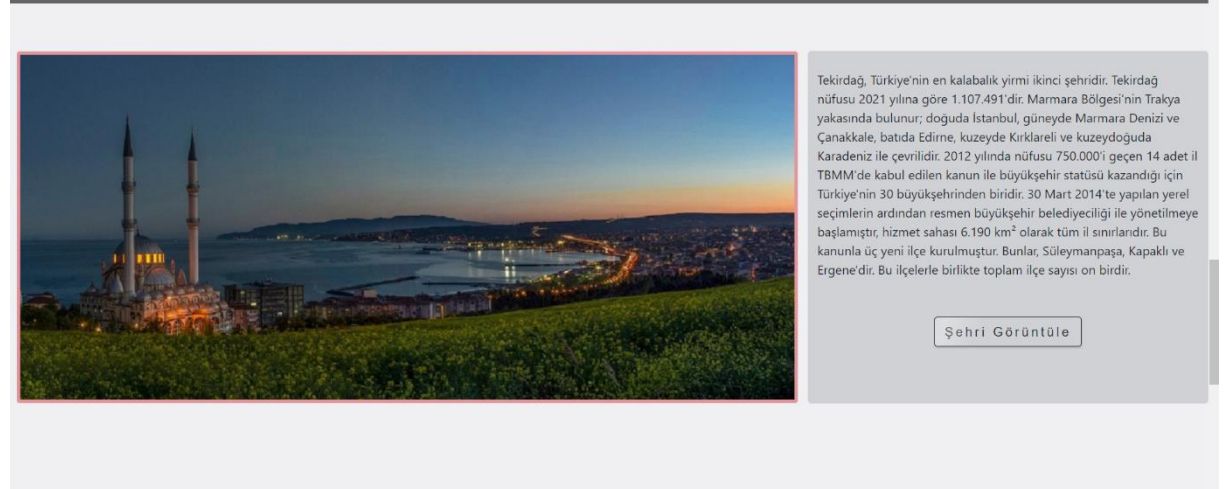 Tekirdağ, Türkiye'nin en kalabalık yirmi ikinci şehridir. Tekirdağ
nüfusu 2021 yılına göre 1.107.491'dir. Marmara Bölgesi'nin Trakya
yakasında bulunur; doğuda İstanbul, güneyde Marmara Denizi ve
Çanakkale, batıda Edirne, kuzeyde Kırklareli ve kuzeydoğuda
Karadeniz ile çevrilidir. 2012 yılında nüfusu 750.000'i geçen 14 adet il
TBMM'de kabul edilen kanun ile büyükşehir statüsü kazandığı için
Türkiye'nin 30 büyükşehrinden biridir. 30 Mart 2014'te yapılan yerel
seçimlerin ardından resmen büyükşehir belediyeciliği ile yönetilmeye
başlamıştır, hizmet sahası 6.190 km² olarak tüm il sınırlarıdır. Bu
kanunla üç yeni ilçe kurulmuştur. Bunlar, Süleymanpaşa, Kapaklı ve
Ergene'dir. Bu ilçelerle birlikte toplam ilçe sayısı on birdir.
Şehri Görüntüle